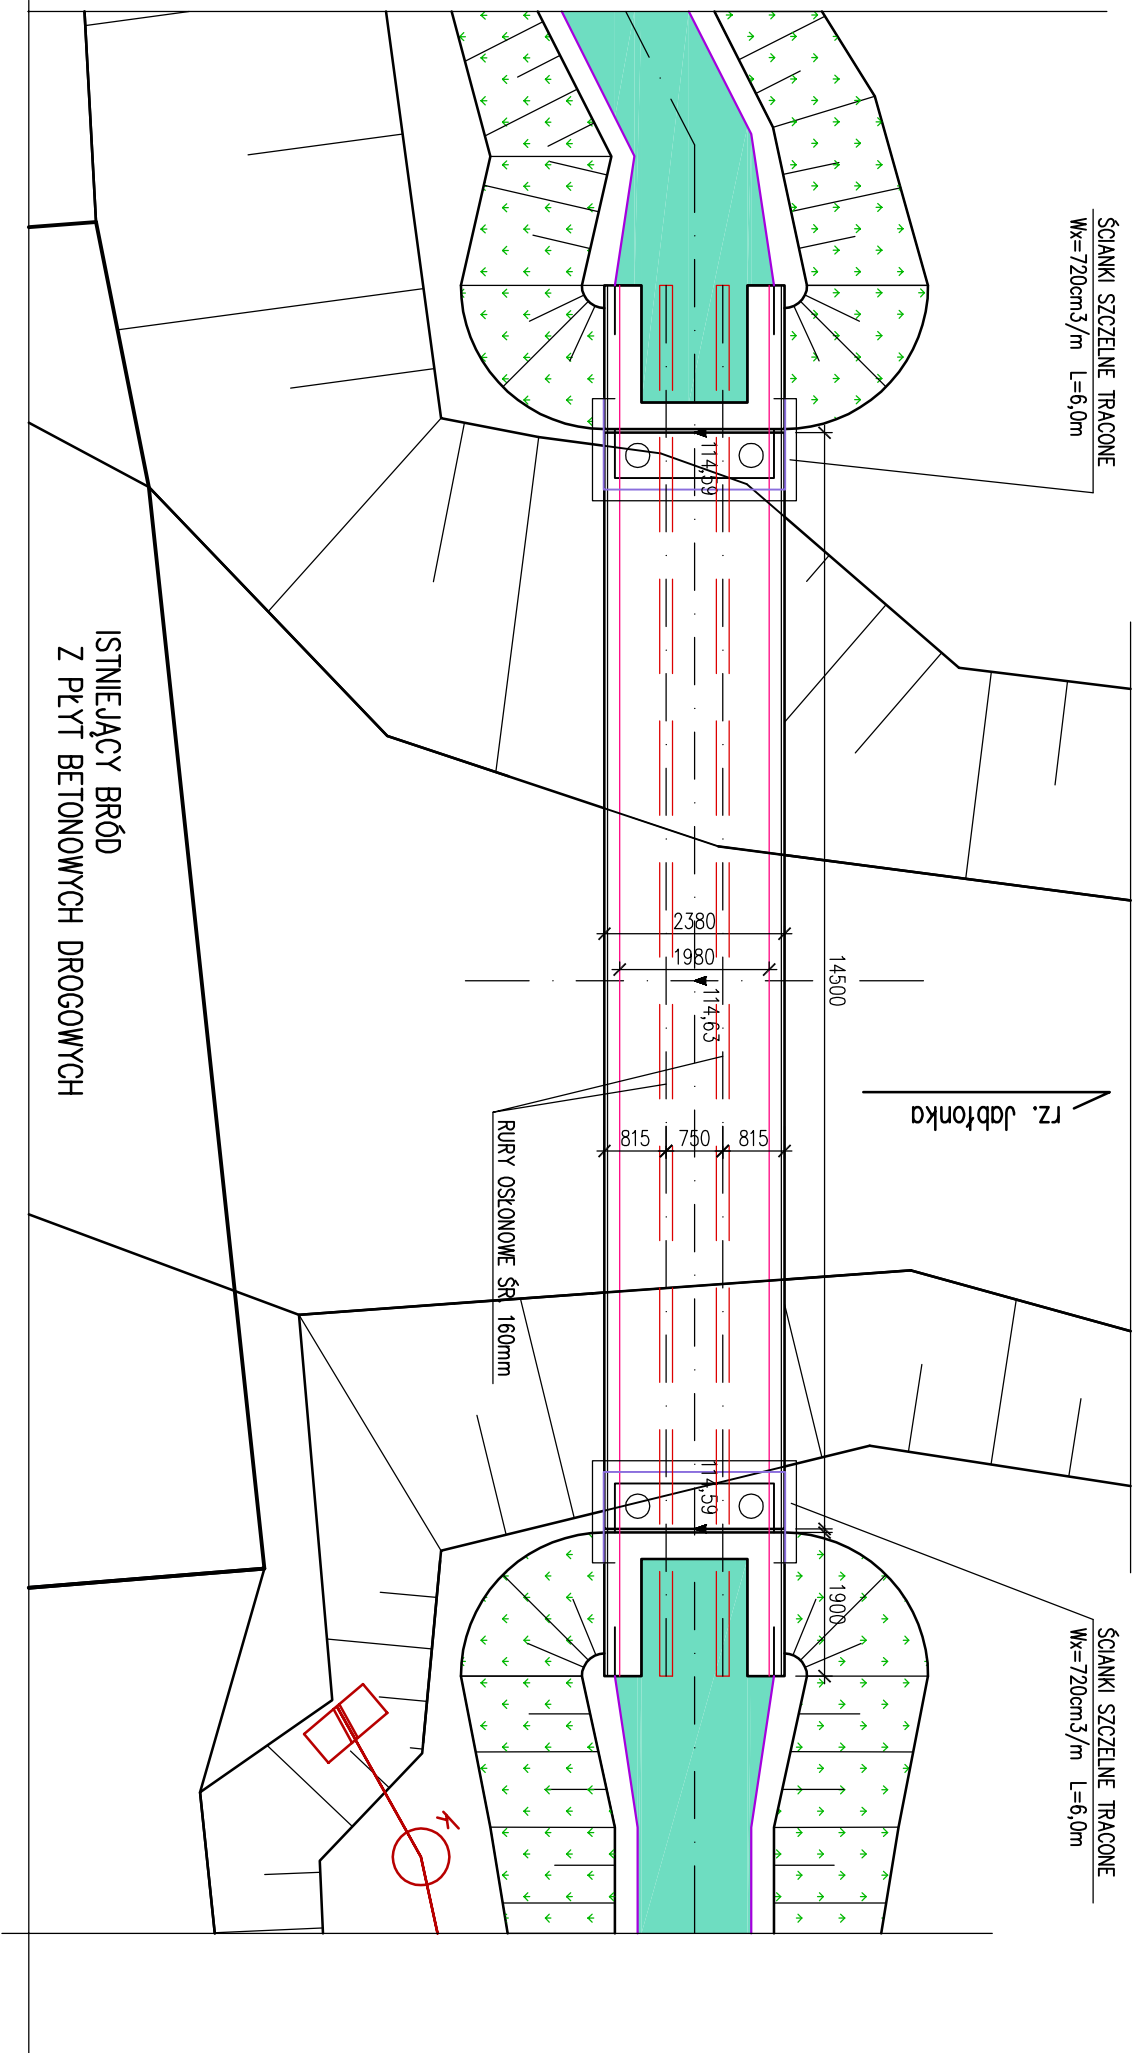 ŚCIANKI SZCZELNE TRACONE
Wx=720cm3/m L=6,0m
114,59
ISTNIEJĄCY BRÓD
Z PŁYT BETONOWYCH DROGOWYCH
2380
1980
14500
114,63
rz. Jabłonka
815
750
815
RURY OSŁONOWE ŚR. 160mm
114,59
1900
ŚCIANKI SZCZELNE TRACONE
Wx=720cm3/m L=6,0m
K